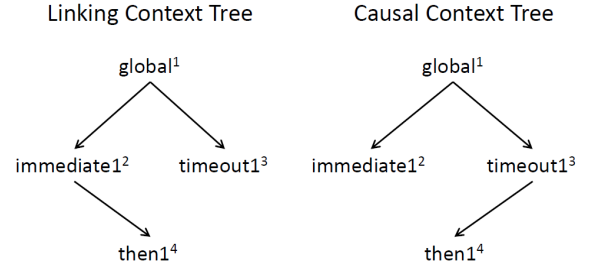 Linking Context Tree
global¹
immediate1² timeout1³
then1⁴
Causal Context Tree
global¹
immediate1² timeout1³
then1⁴